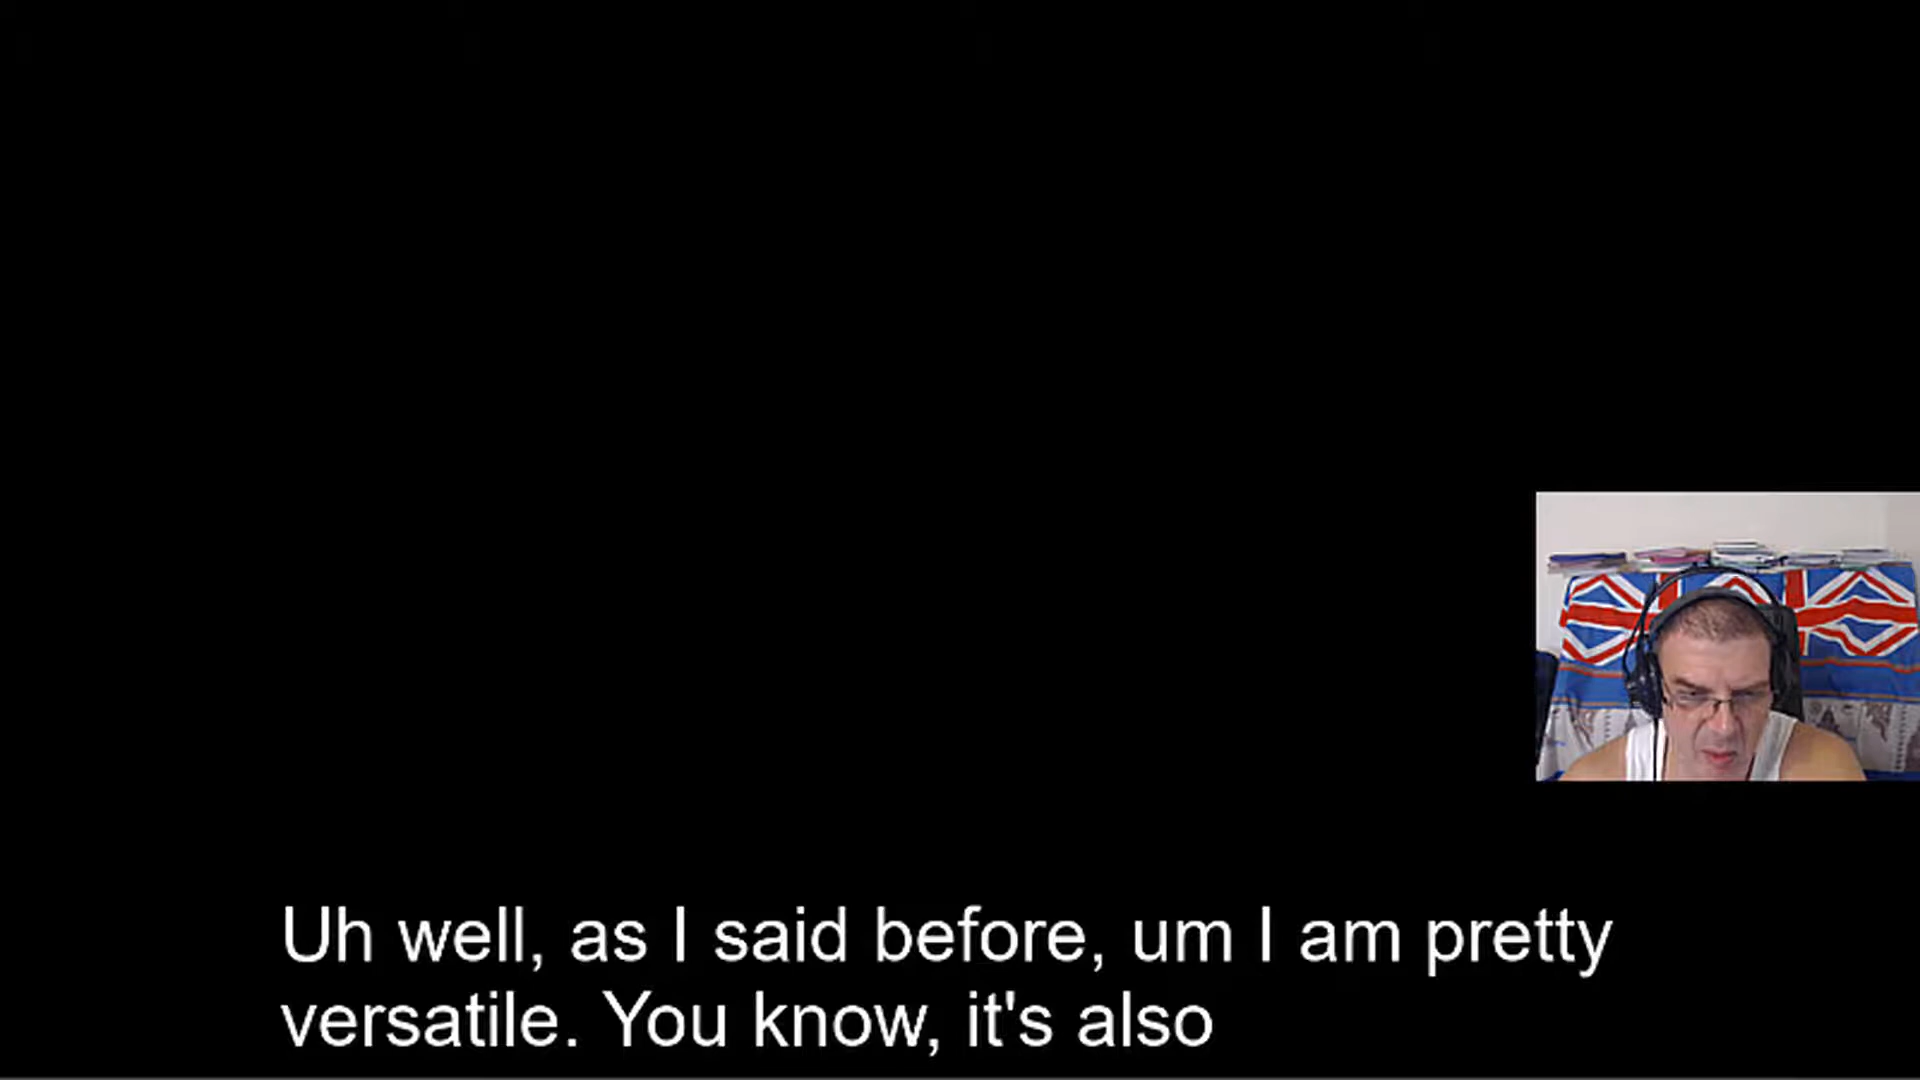 Uh well, as I said before, um I am pretty
versatile. You know, it's also